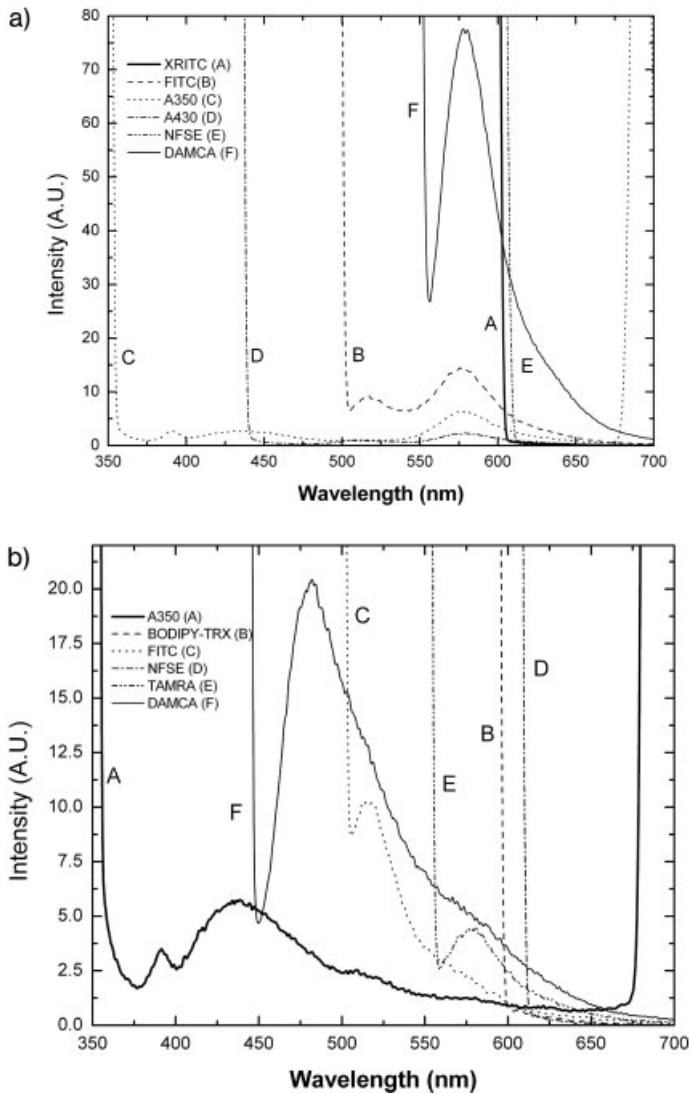 a)
80
70
60
50
40
30
20
10
0
Intensity (A.U.)
XRITC (A)
FITC(B)
A350 (C)
A430 (D)
NFSE (E)
DAMCA (F)
F
C
D
B
A
E
350 400 450 500 550 600 650 700
Wavelength (nm)
b)
20.0
17.5
15.0
12.5
10.0
7.5
5.0
2.5
0.0
Intensity (A.U.)
A350 (A)
BODIPY-TRX (B)
FITC (C)
NFSE (D)
TAMRA (E)
DAMCA (F)
C
D
B
A
F
E
350 400 450 500 550 600 650 700
Wavelength (nm)